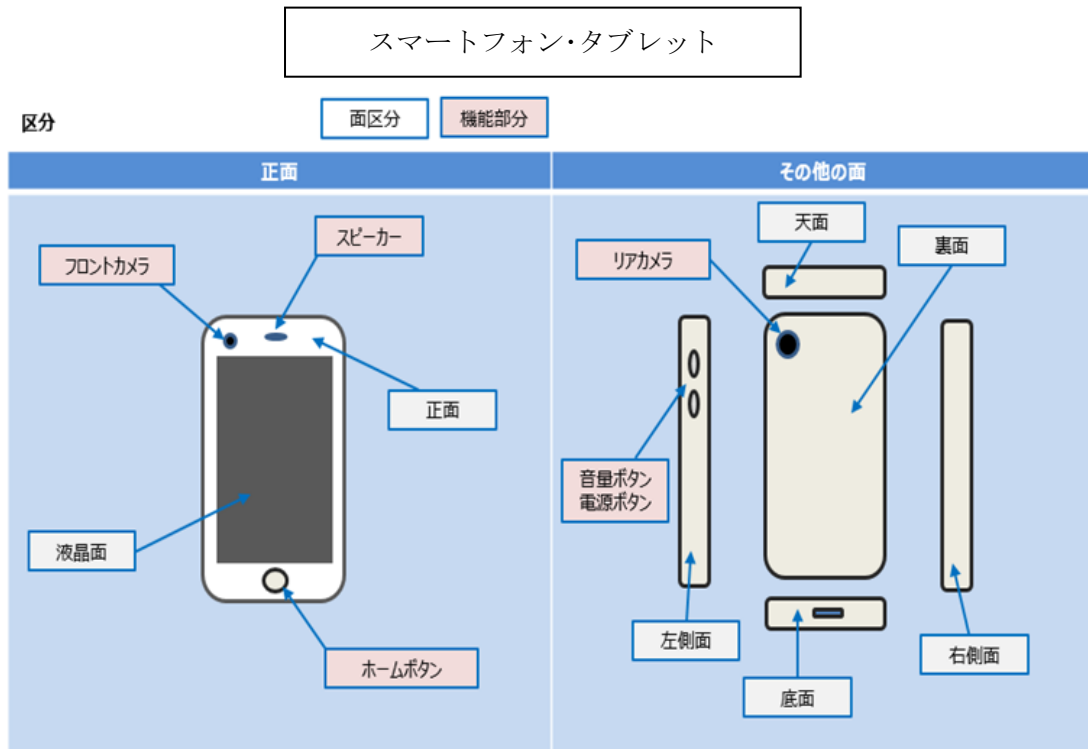 スマートフォン・タブレット
区分
面区分
機能部分
正面
その他の面
スピーカー
フロントカメラ
正面
液晶面
ホームボタン
天面
裏面
リアカメラ
音量ボタン
電源ボタン
左側面
右側面
底面